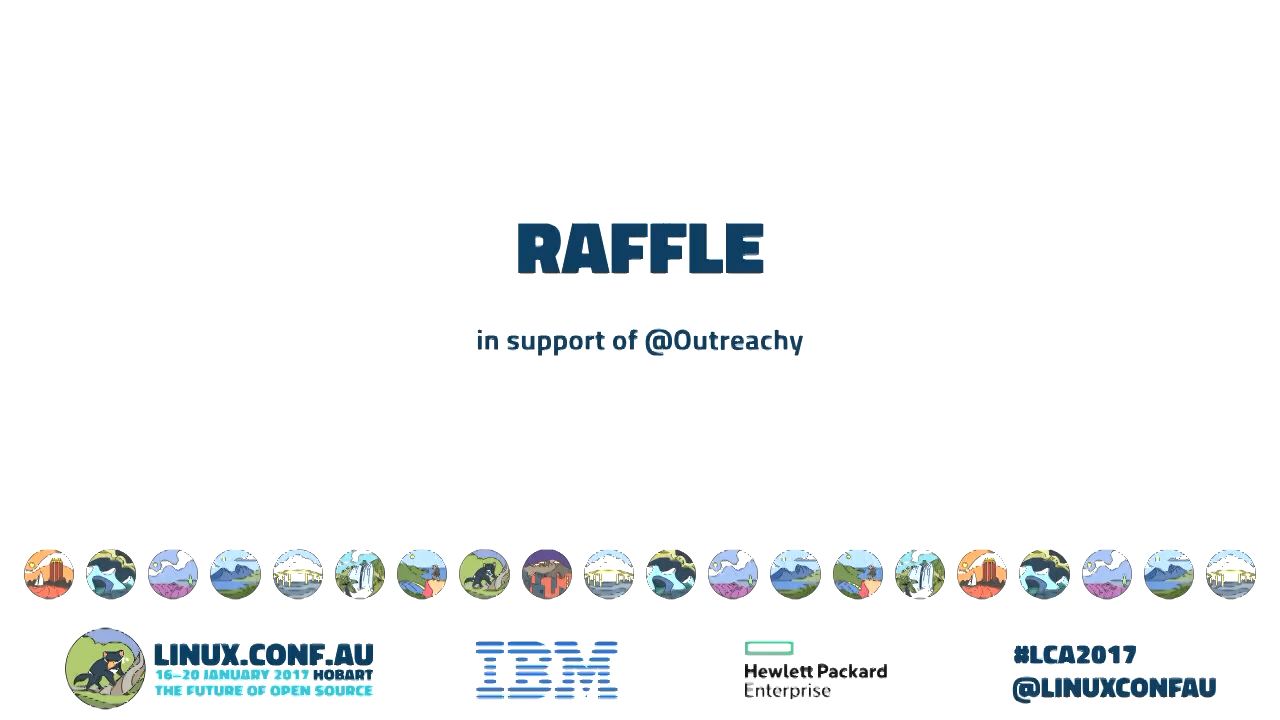 RAFFLE
in support of @Outreachy
LINUX.CONF.AU
16–20 JANUARY 2017 HOBART
THE FUTURE OF OPEN SOURCE
IBM
Hewlett Packard
Enterprise
#LCA2017
@LINUXCONFAU